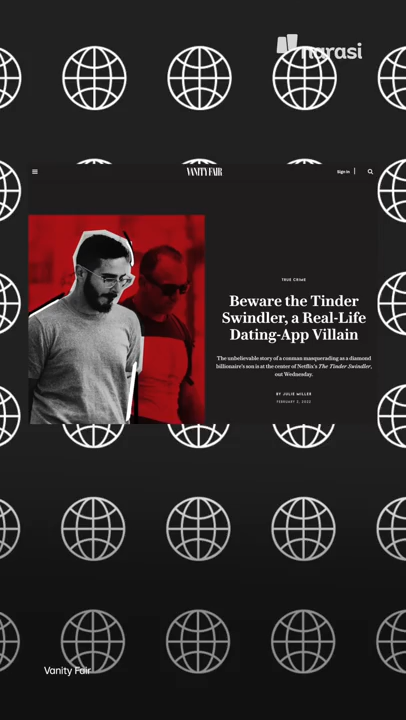 narasi
VANITY FAIR
Sign In
TRUE CRIME
Beware the Tinder
Swindler, a Real-Life
Dating-App Villain
The unbelievable story of a conman masquerading as a diamond
billionaire's son is at the center of Netflix's The Tinder Swindler,
out Wednesday.
BY JULIE MILLER
FEBRUARY 2, 2022
Vanity Fair